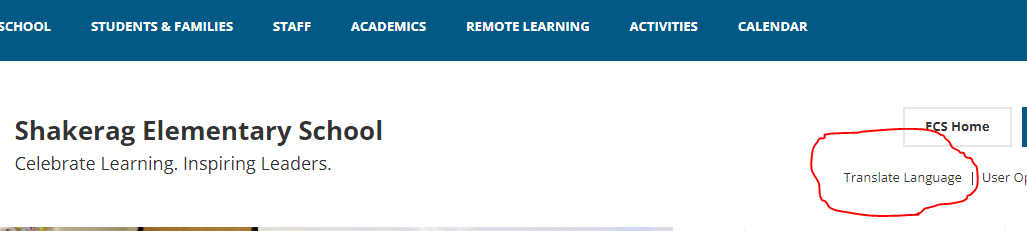 SCHOOL STUDENTS & FAMILIES STAFF ACADEMICS REMOTE LEARNING ACTIVITIES CALENDAR
Shakerag Elementary School
Celebrate Learning. Inspiring Leaders.
FCS Home
Translate Language | User Op